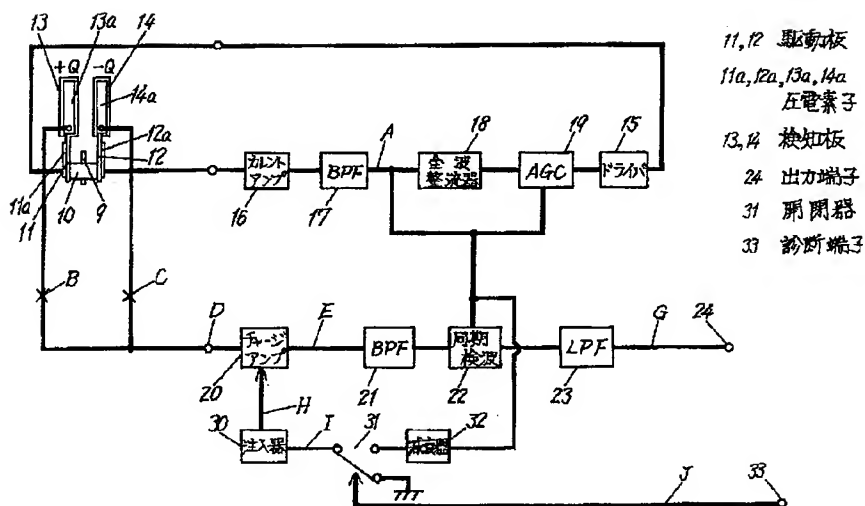 13 13a 14
+Q -Q
14a
12a
12
11a 11 10 9
B C
カレント
アンプ
16
BPF
17
A
18
全波
整流器
19
AGC
15
ドライバ
D
チャージ
アンプ
20
E
BPF
21
同期
検波
22
LPF
23
G
24
H
30
注入器
I
31
32
減衰器
J
33
11,12 駆動板
11a,12a,13a,14a
圧電素子
13,14 検知板
24 出力端子
31 開閉器
33 診断端子